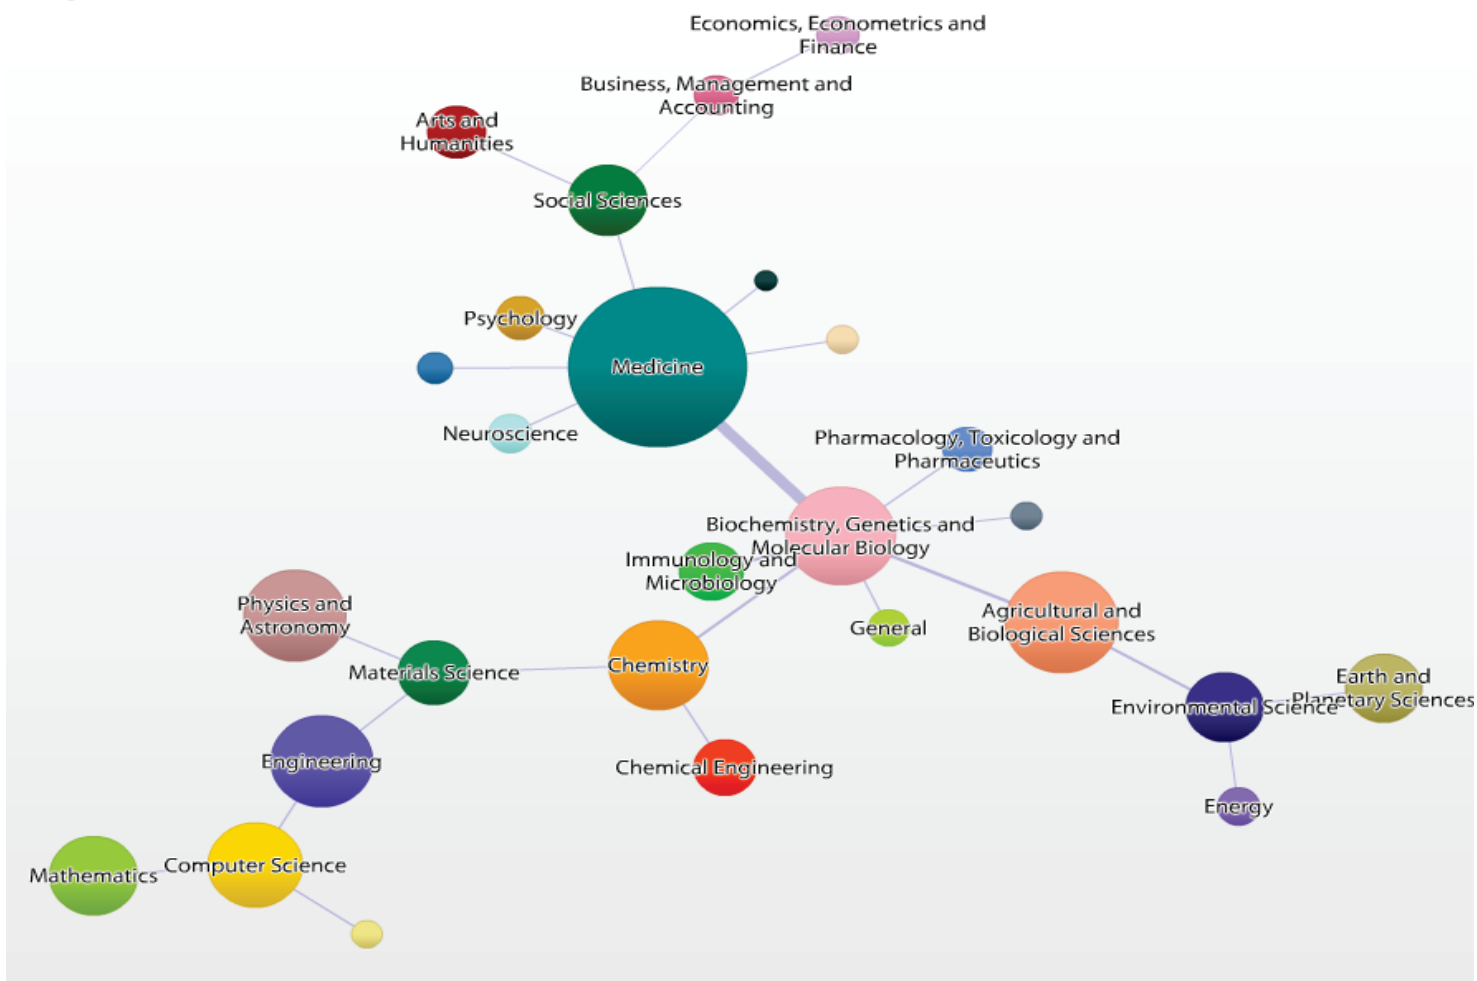 Economics, Econometrics and
Finance
Business, Management and
Accounting
Arts and
Humanities
Social Sciences
Psychology
Medicine
Neuroscience
Pharmacology, Toxicology and
Pharmaceutics
Biochemistry, Genetics and
Molecular Biology
Immunology and
Microbiology
General
Agricultural and
Biological Sciences
Physics and
Astronomy
Materials Science
Chemistry
Environmental Science
Earth and
Planetary Sciences
Engineering
Chemical Engineering
Energy
Computer Science
Mathematics